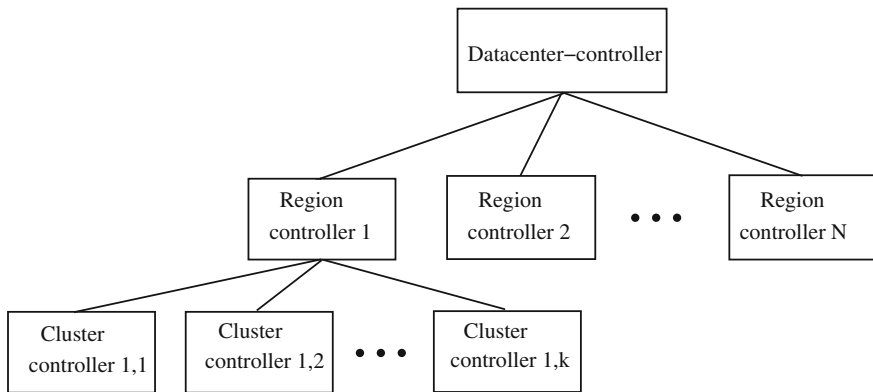 Datacenter−controller
Region
controller 1
Region
controller 2
Region
controller N
Cluster
controller 1,1
Cluster
controller 1,2
Cluster
controller 1,k